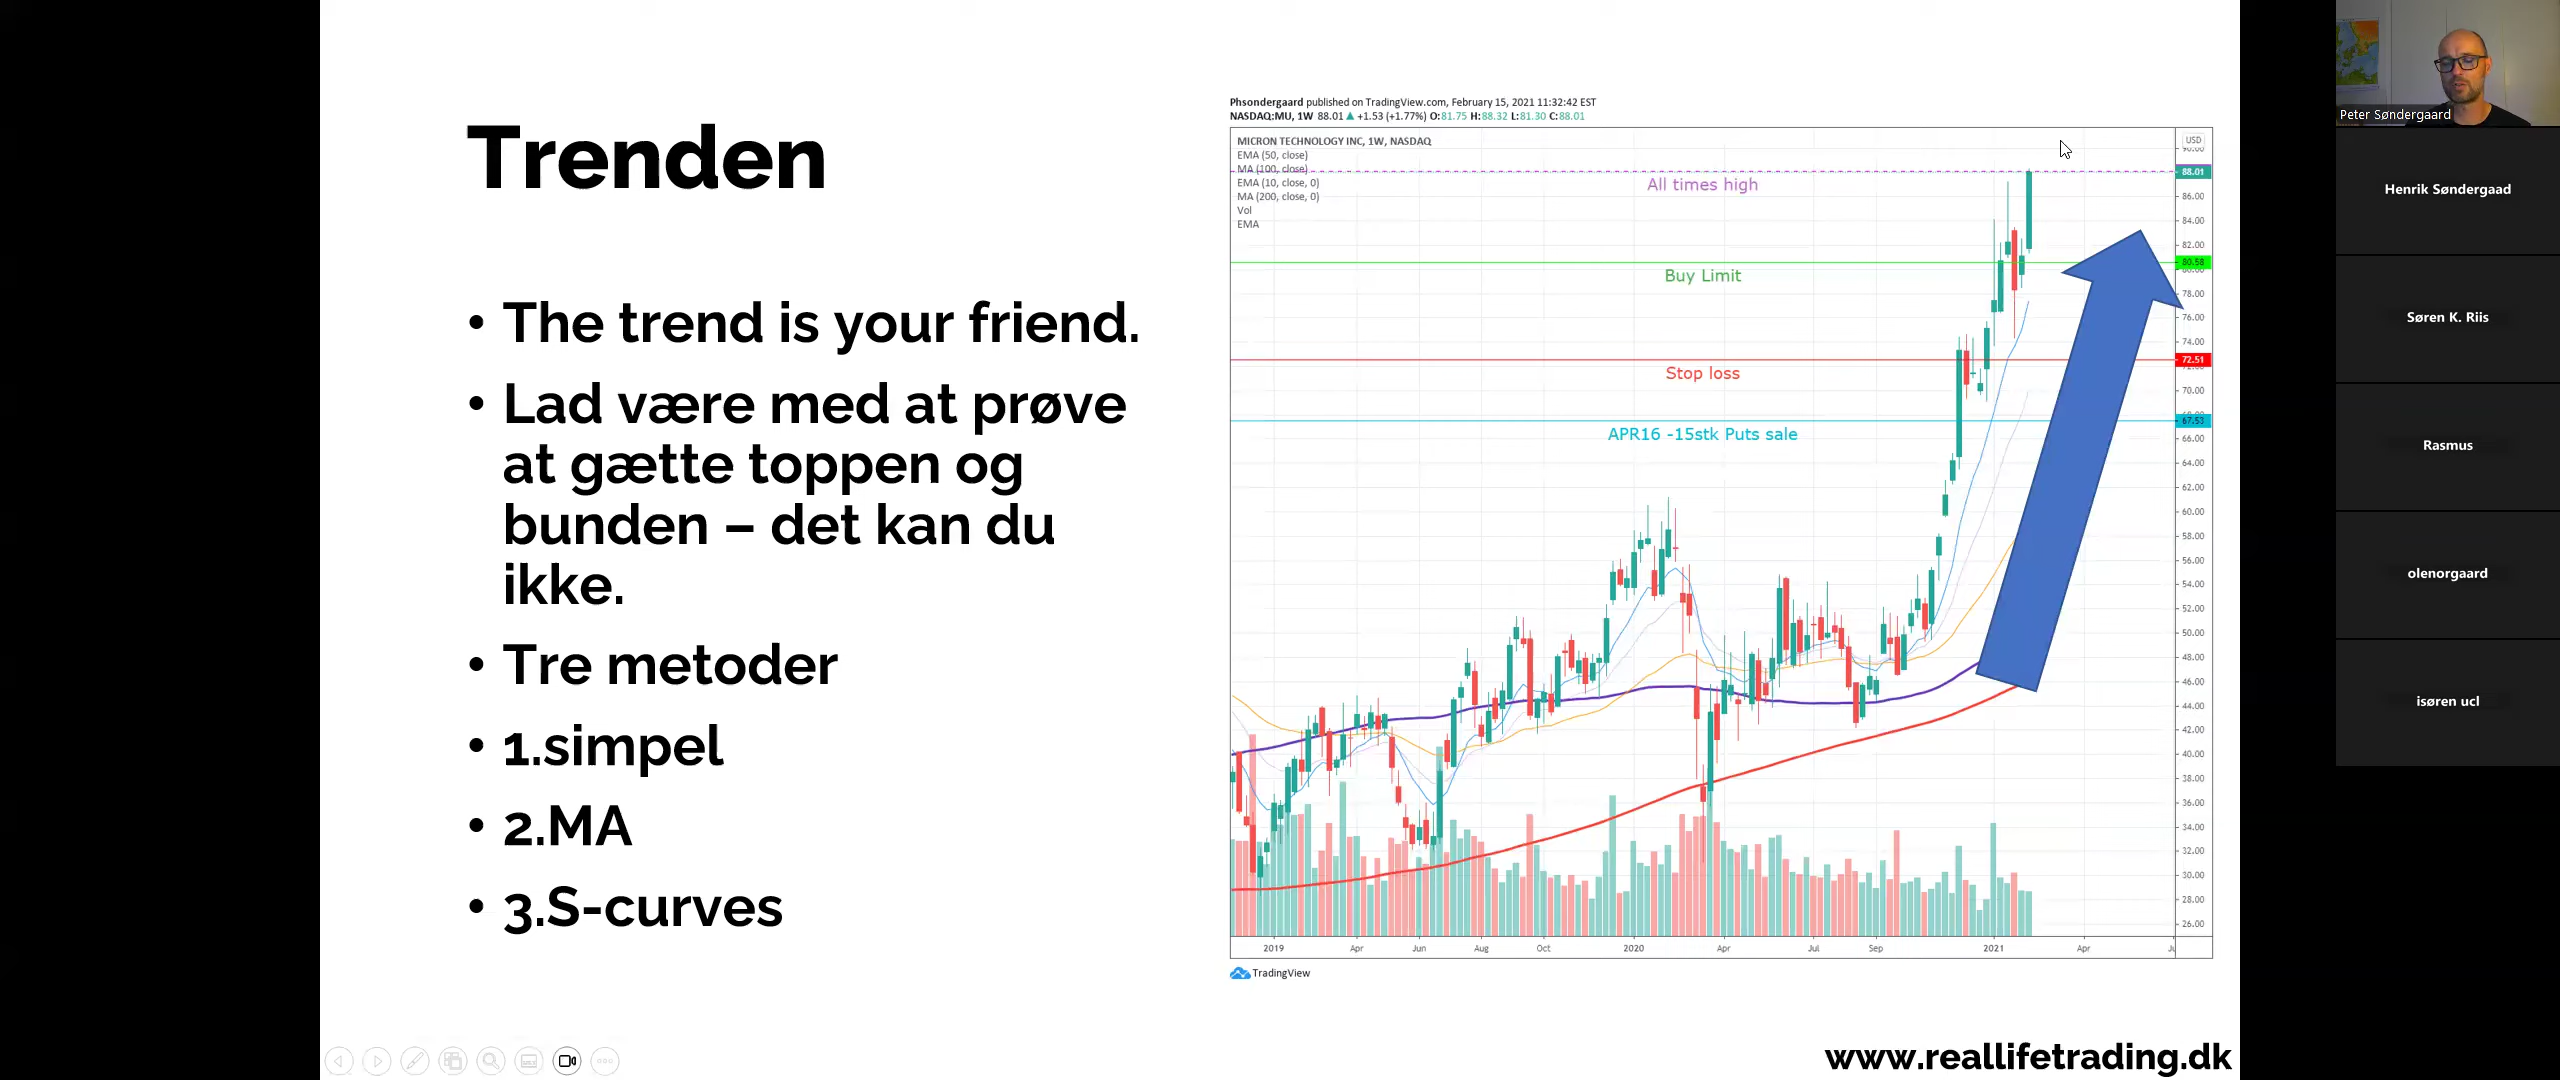 Trenden
• The trend is your friend.
• Lad være med at prøve
at gætte toppen og
bunden – det kan du
ikke.
• Tre metoder
• 1.simpel
• 2.MA
• 3.S-curves
Phsondergaard published on TradingView.com, February 15, 2021 11:32:42 EST
NASDAQ:MU, 1W 88.01 ▲ +1.53 (+1.77%) O:81.75 H:88.32 L:81.30 C:88.01
MICRON TECHNOLOGY INC, 1W, NASDAQ
EMA (50, close)
MA (100, close)
EMA (10, close, 0)
MA (200, close, 0)
Vol
EMA
All times high
Buy Limit
Stop loss
APR16 -15stk Puts sale
USD
90.00
88.01
86.00
84.00
82.00
80.58
80.00
78.00
76.00
74.00
72.51
70.00
67.53
66.00
64.00
62.00
60.00
58.00
56.00
54.00
52.00
50.00
48.00
46.00
44.00
42.00
40.00
38.00
36.00
34.00
32.00
30.00
28.00
26.00
2019 Apr Jun Aug Oct 2020 Apr Jul Sep 2021 Apr
TradingView
www.reallifetrading.dk
Peter Søndergaard
Henrik Søndergaad
Søren K. Riis
Rasmus
olenorgaard
isøren ucl